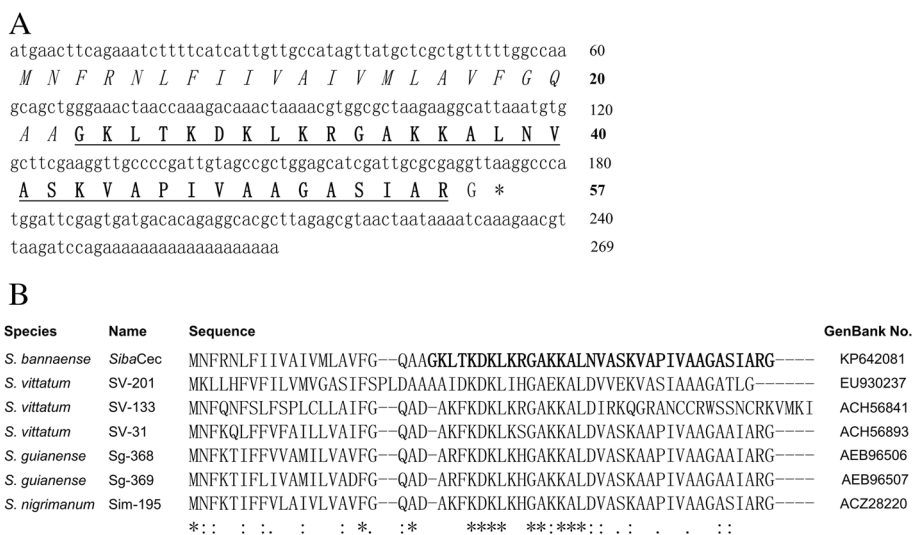 A
atgaacttcagaaatcttttcatcattgttgccatagttatgctcgctgtttttggccaa 60
M N F R N L F I I V A I V M L A V F G Q 20
gcagctgggaaactaaccaaagacaaactaaaacgtggcgctaagaaggcattaaatgtg 120
A A G K L T K D K L K R G A K K A L N V 40
gcttcgaaggttgccccgattgtagccgctggagcatcgattgcgcgaggttaaggccca 180
A S K V A P I V A A G A S I A R G * 57
tggattcgagtgatgacacagaggcacgcttagagcgtaactaataaaatcaaagaacgt 240
taagatccagaaaaaaaaaaaaaaaaaaa 269
B
Species Name Sequence GenBank No.
S. bannaense SibaCec MNFRNLFIIVAIVMLAVFG--QAAGKLTKDKLKRGAKKALNVASKVAPIVAAGASIARG---- KP642081
S. vittatum SV-201 MKLLHFVFILVMVGASIFSPLDAAAAIDKDKLIHGAEKALDVVEKVASIAAAGATLG------ EU930237
S. vittatum SV-133 MNFQNFSLFSPLCLLAIFG--QAD-AKFKDKLKRGAKKALDIRKQGRANCCRWSSNCRKVMKI ACH56841
S. vittatum SV-31 MNFKQLFFVFAILLVAIFG--QAD-AKFKDKLKSGAKKALDVASKAAPIVAAGAAIARG---- ACH56893
S. guianense Sg-368 MNFKTIFFVVAMILVAVFG--QAD-ARFKDKLKHGAKKALDVASKAAPIVAAGAAIARG---- AEB96506
S. guianense Sg-369 MNFKTIFLIVAMILVADFG--QAD-ARFKDKLKHGAKKALDVASKAAPIVAAGAAIARG---- AEB96507
S. nigrimanum Sim-195 MNFKTIFFVLAIVLVAVFG--QAD-AKFKDKLKHGAKKALDVASKAAPIVAAGASIARG---- ACZ28220
*:: : :. : : *. :* **** **:***:: .: . . : ::